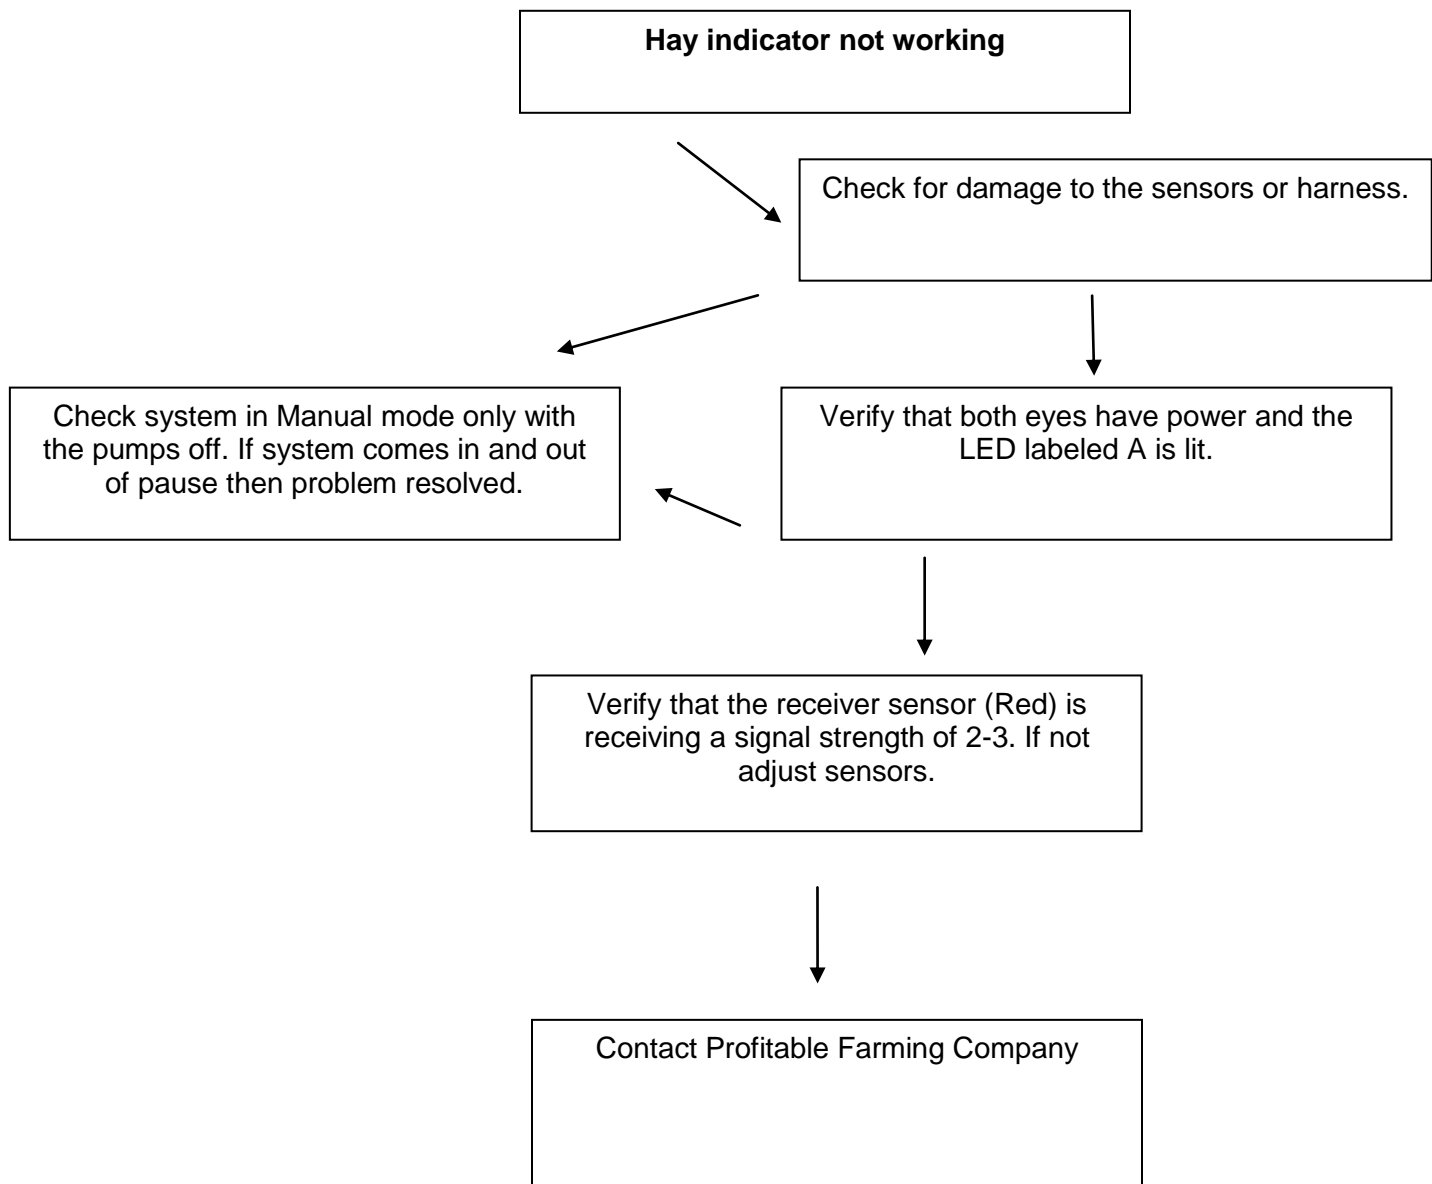 Hay indicator not working
Check for damage to the sensors or harness.
Check system in Manual mode only with
the pumps off. If system comes in and out
of pause then problem resolved.
Verify that both eyes have power and the
LED labeled A is lit.
Verify that the receiver sensor (Red) is
receiving a signal strength of 2-3. If not
adjust sensors.
Contact Profitable Farming Company